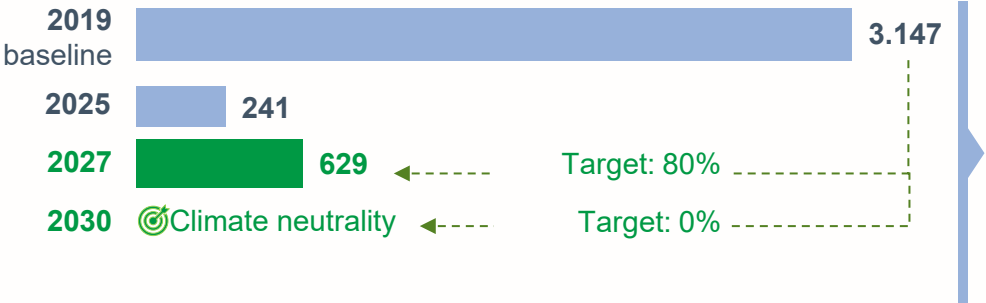 2019
baseline
3.147
2025
241
2027
629
Target: 80%
2030
Climate neutrality
Target: 0%